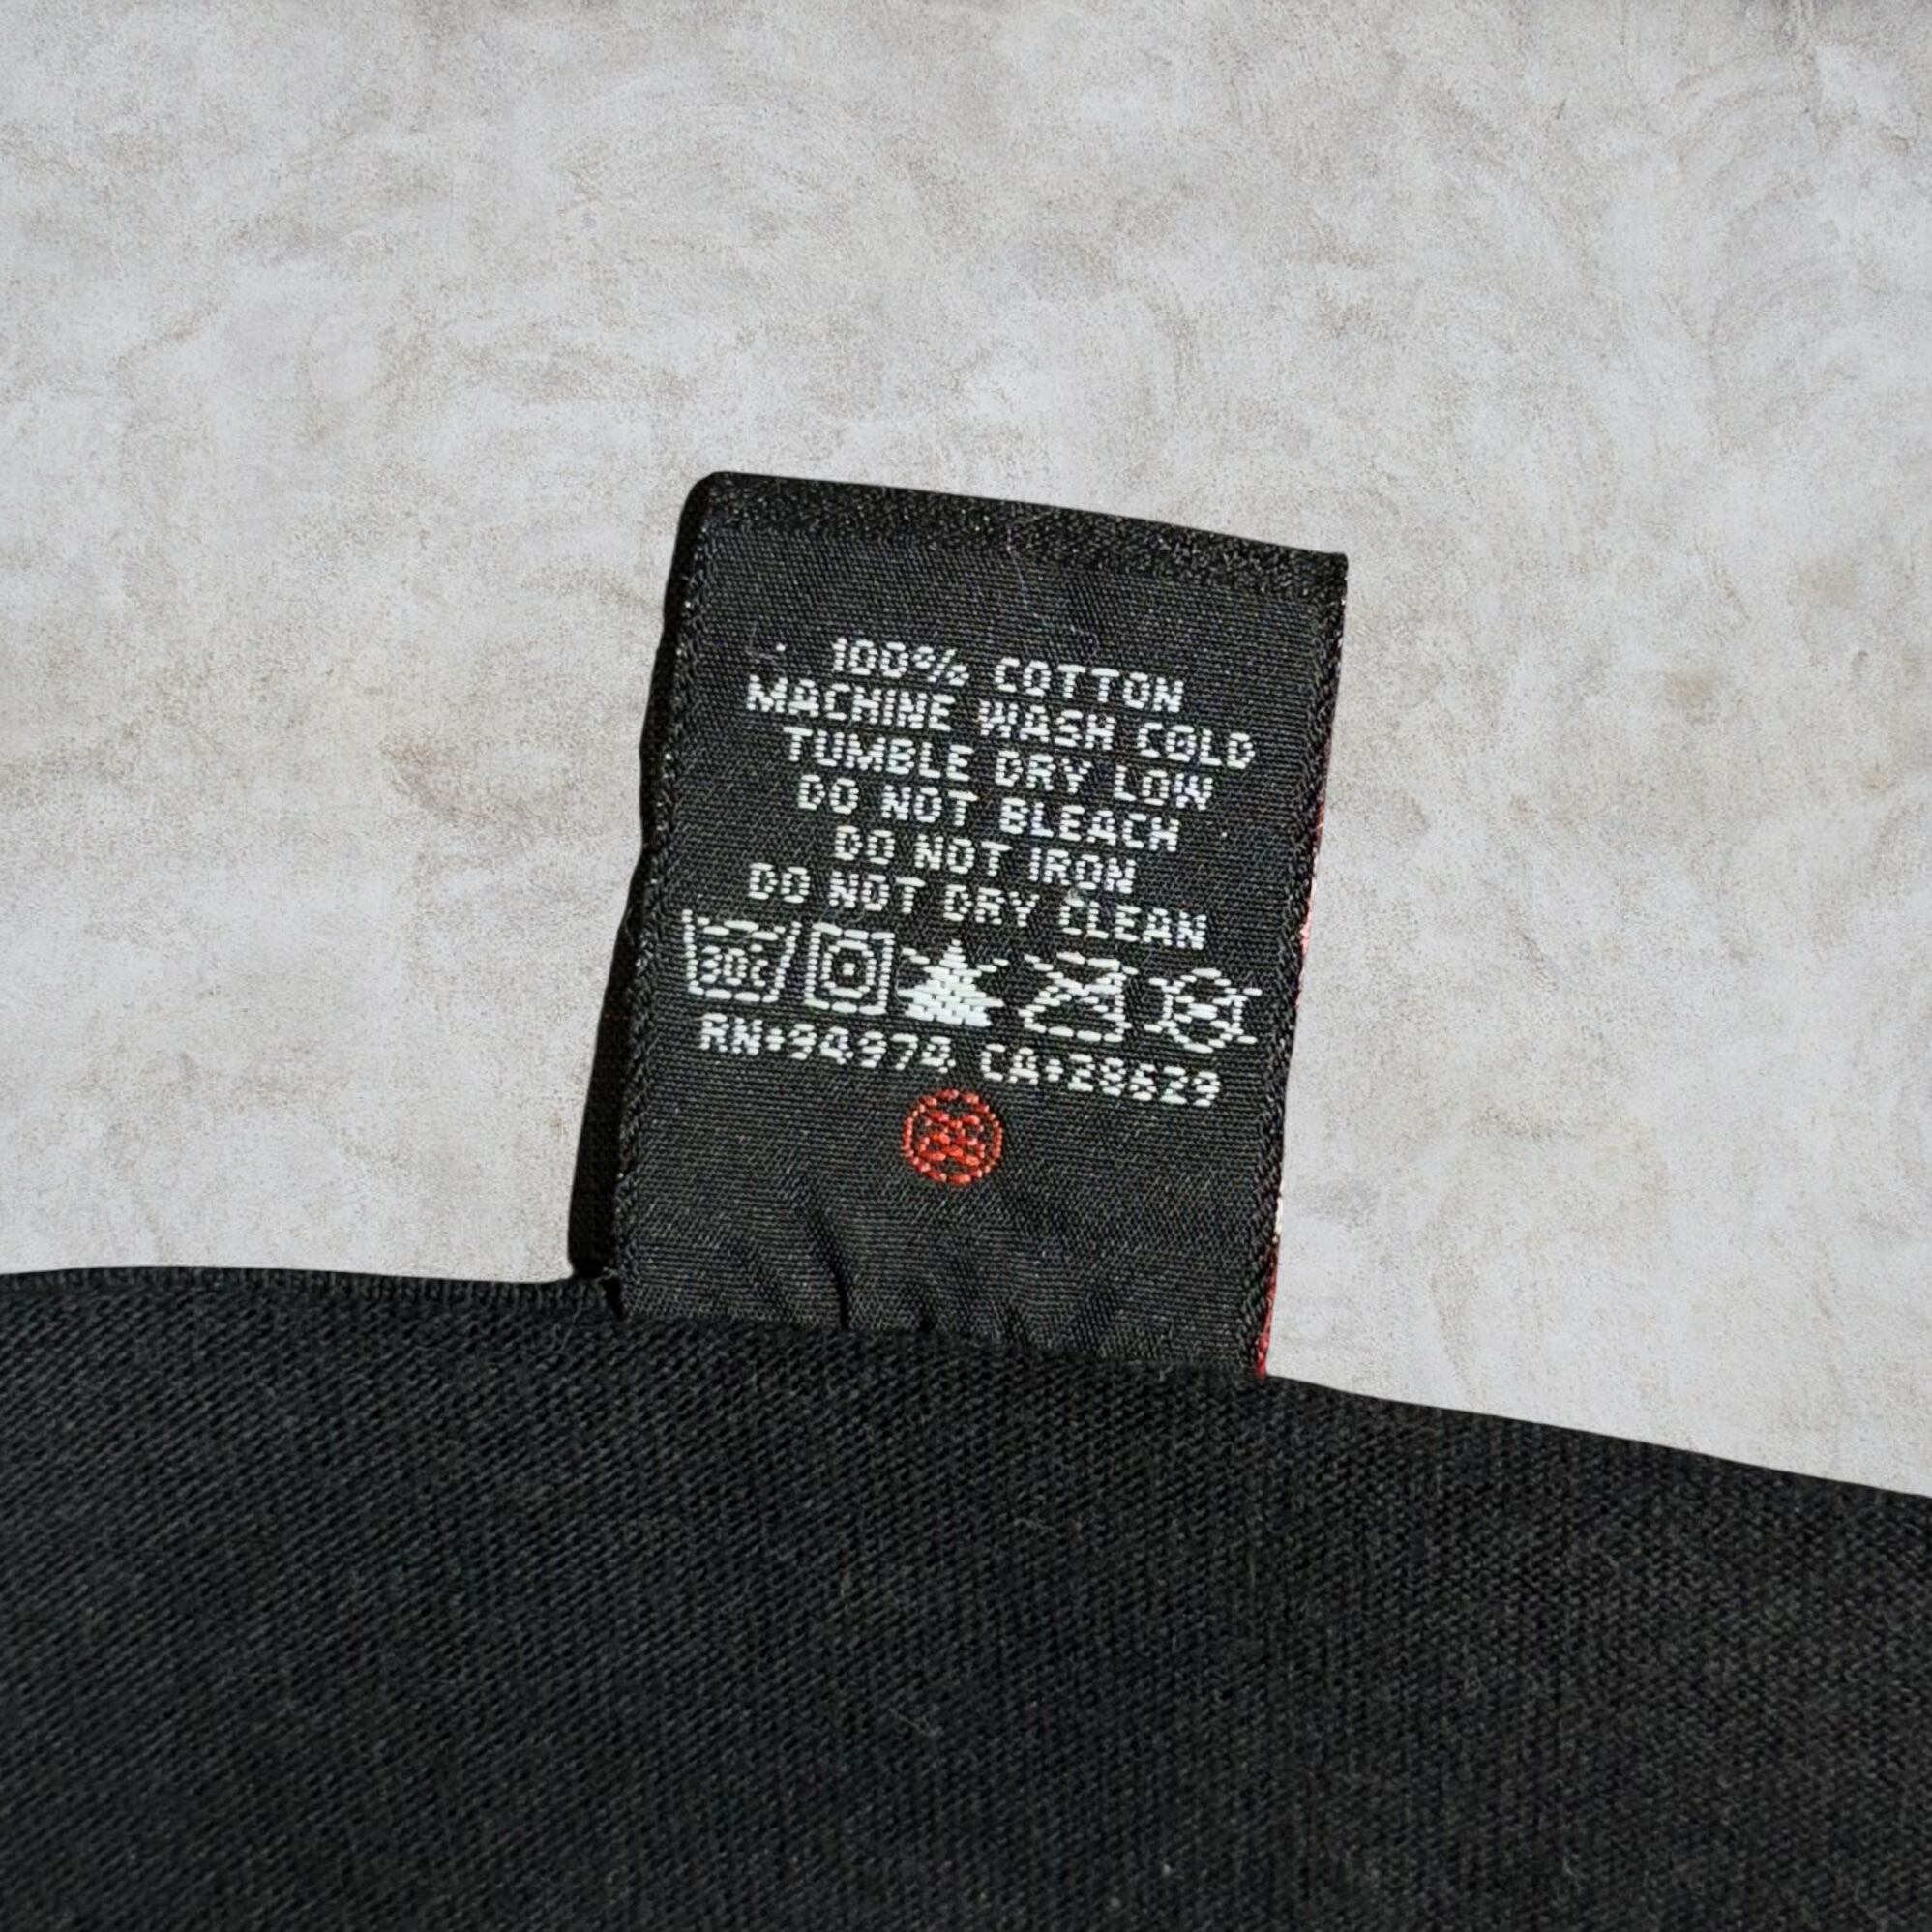 100% COTTON
MACHINE WASH COLD
TUMBLE DRY LOW
DO NOT BLEACH
DO NOT IRON
DO NOT DRY CLEAN
30c
RN#94974 CA#28629